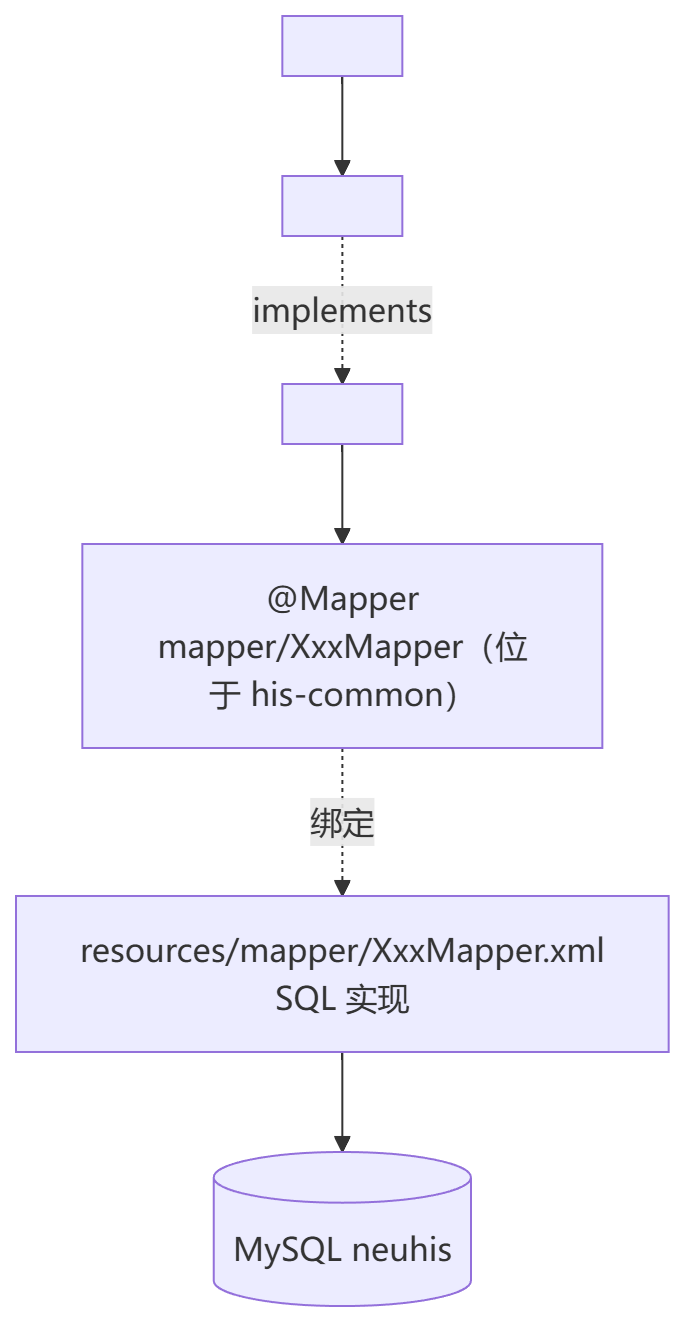 implements
@Mapper
mapper/XxxMapper（位
于 his-common）
绑定
resources/mapper/XxxMapper.xml
SQL 实现
MySQL neuhis